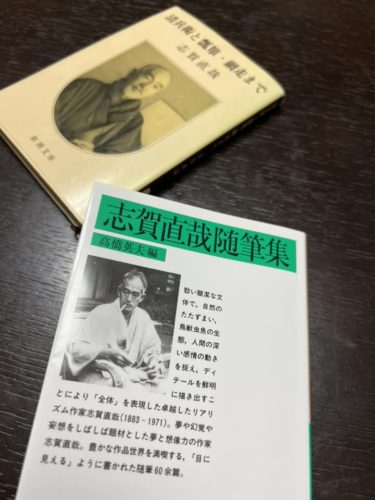 清兵衛と瓢箪・網走まで
志賀直哉
新潮文庫
志賀直哉随筆集
高橋英夫編
勁い簡潔な文
体で，自然の
たたずまい，
鳥獣虫魚の生
態，人間の深
い感情の動き
を捉え，ディ
テールを鮮明
に描き出すこ
とにより「全体」を表現した卓越したリアリ
ズム作家志賀直哉(1883‐1971)。夢や幻覚や
妄想をしばしば題材とした夢と想像力の作家
志賀直哉。豊かな作品世界を満喫する，「目に
見える」ように書かれた随筆60余篇。